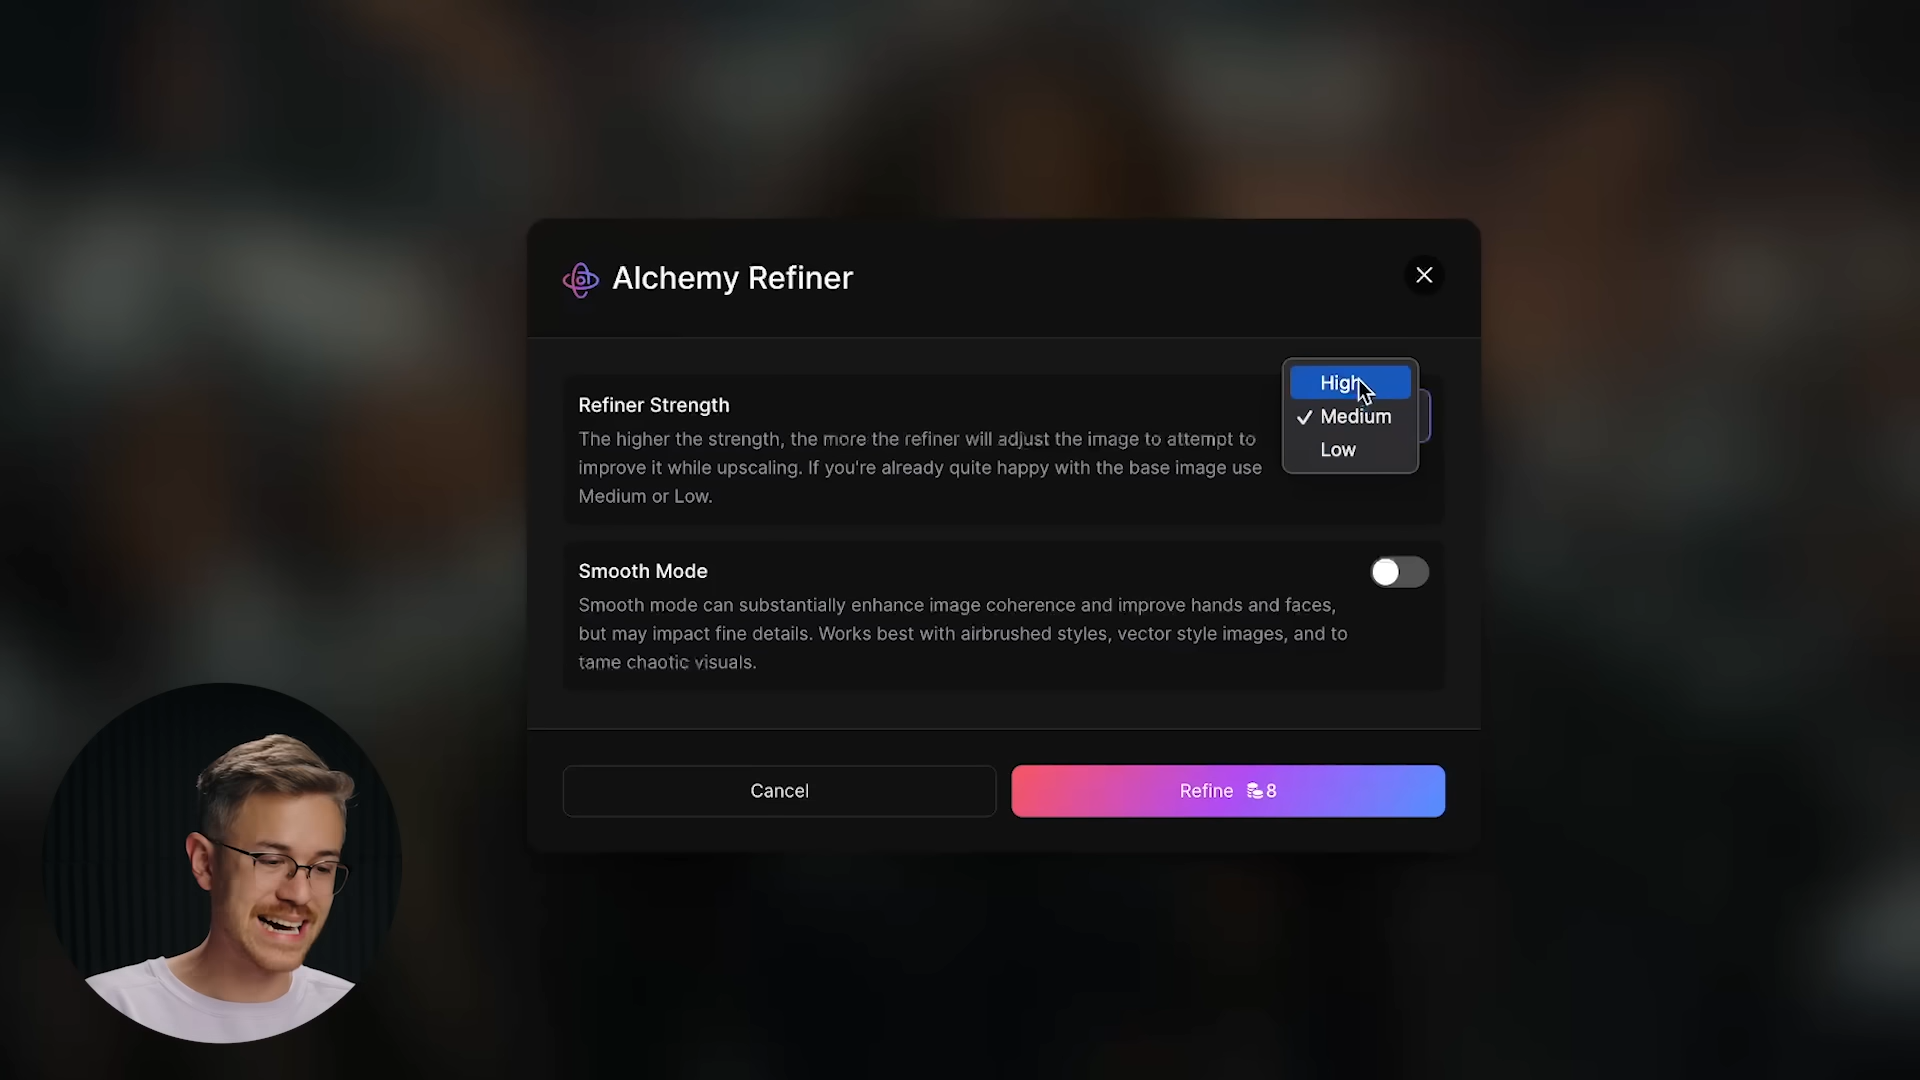 Alchemy Refiner
High
Medium
Low
Refiner Strength
The higher the strength, the more the refiner will adjust the image to attempt to
improve it while upscaling. If you're already quite happy with the base image use
Medium or Low.
Smooth Mode
Smooth mode can substantially enhance image coherence and improve hands and faces,
but may impact fine details. Works best with airbrushed styles, vector style images, and to
tame chaotic visuals.
Cancel
Refine 8